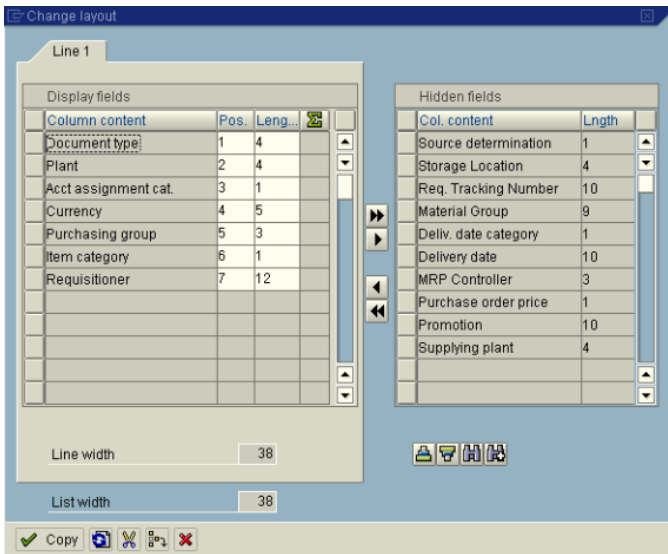 Change layout
Line 1
Display fields
Column content Pos. Leng...
Document type 1 4
Plant 2 4
Acct assignment cat. 3 1
Currency 4 5
Purchasing group 5 3
Item category 6 1
Requisitioner 7 12
Line width 38
List width 38
Hidden fields
Col. content Lngth
Source determination 1
Storage Location 4
Req. Tracking Number 10
Material Group 9
Deliv. date category 1
Delivery date 10
MRP Controller 3
Purchase order price 1
Promotion 10
Supplying plant 4
Copy